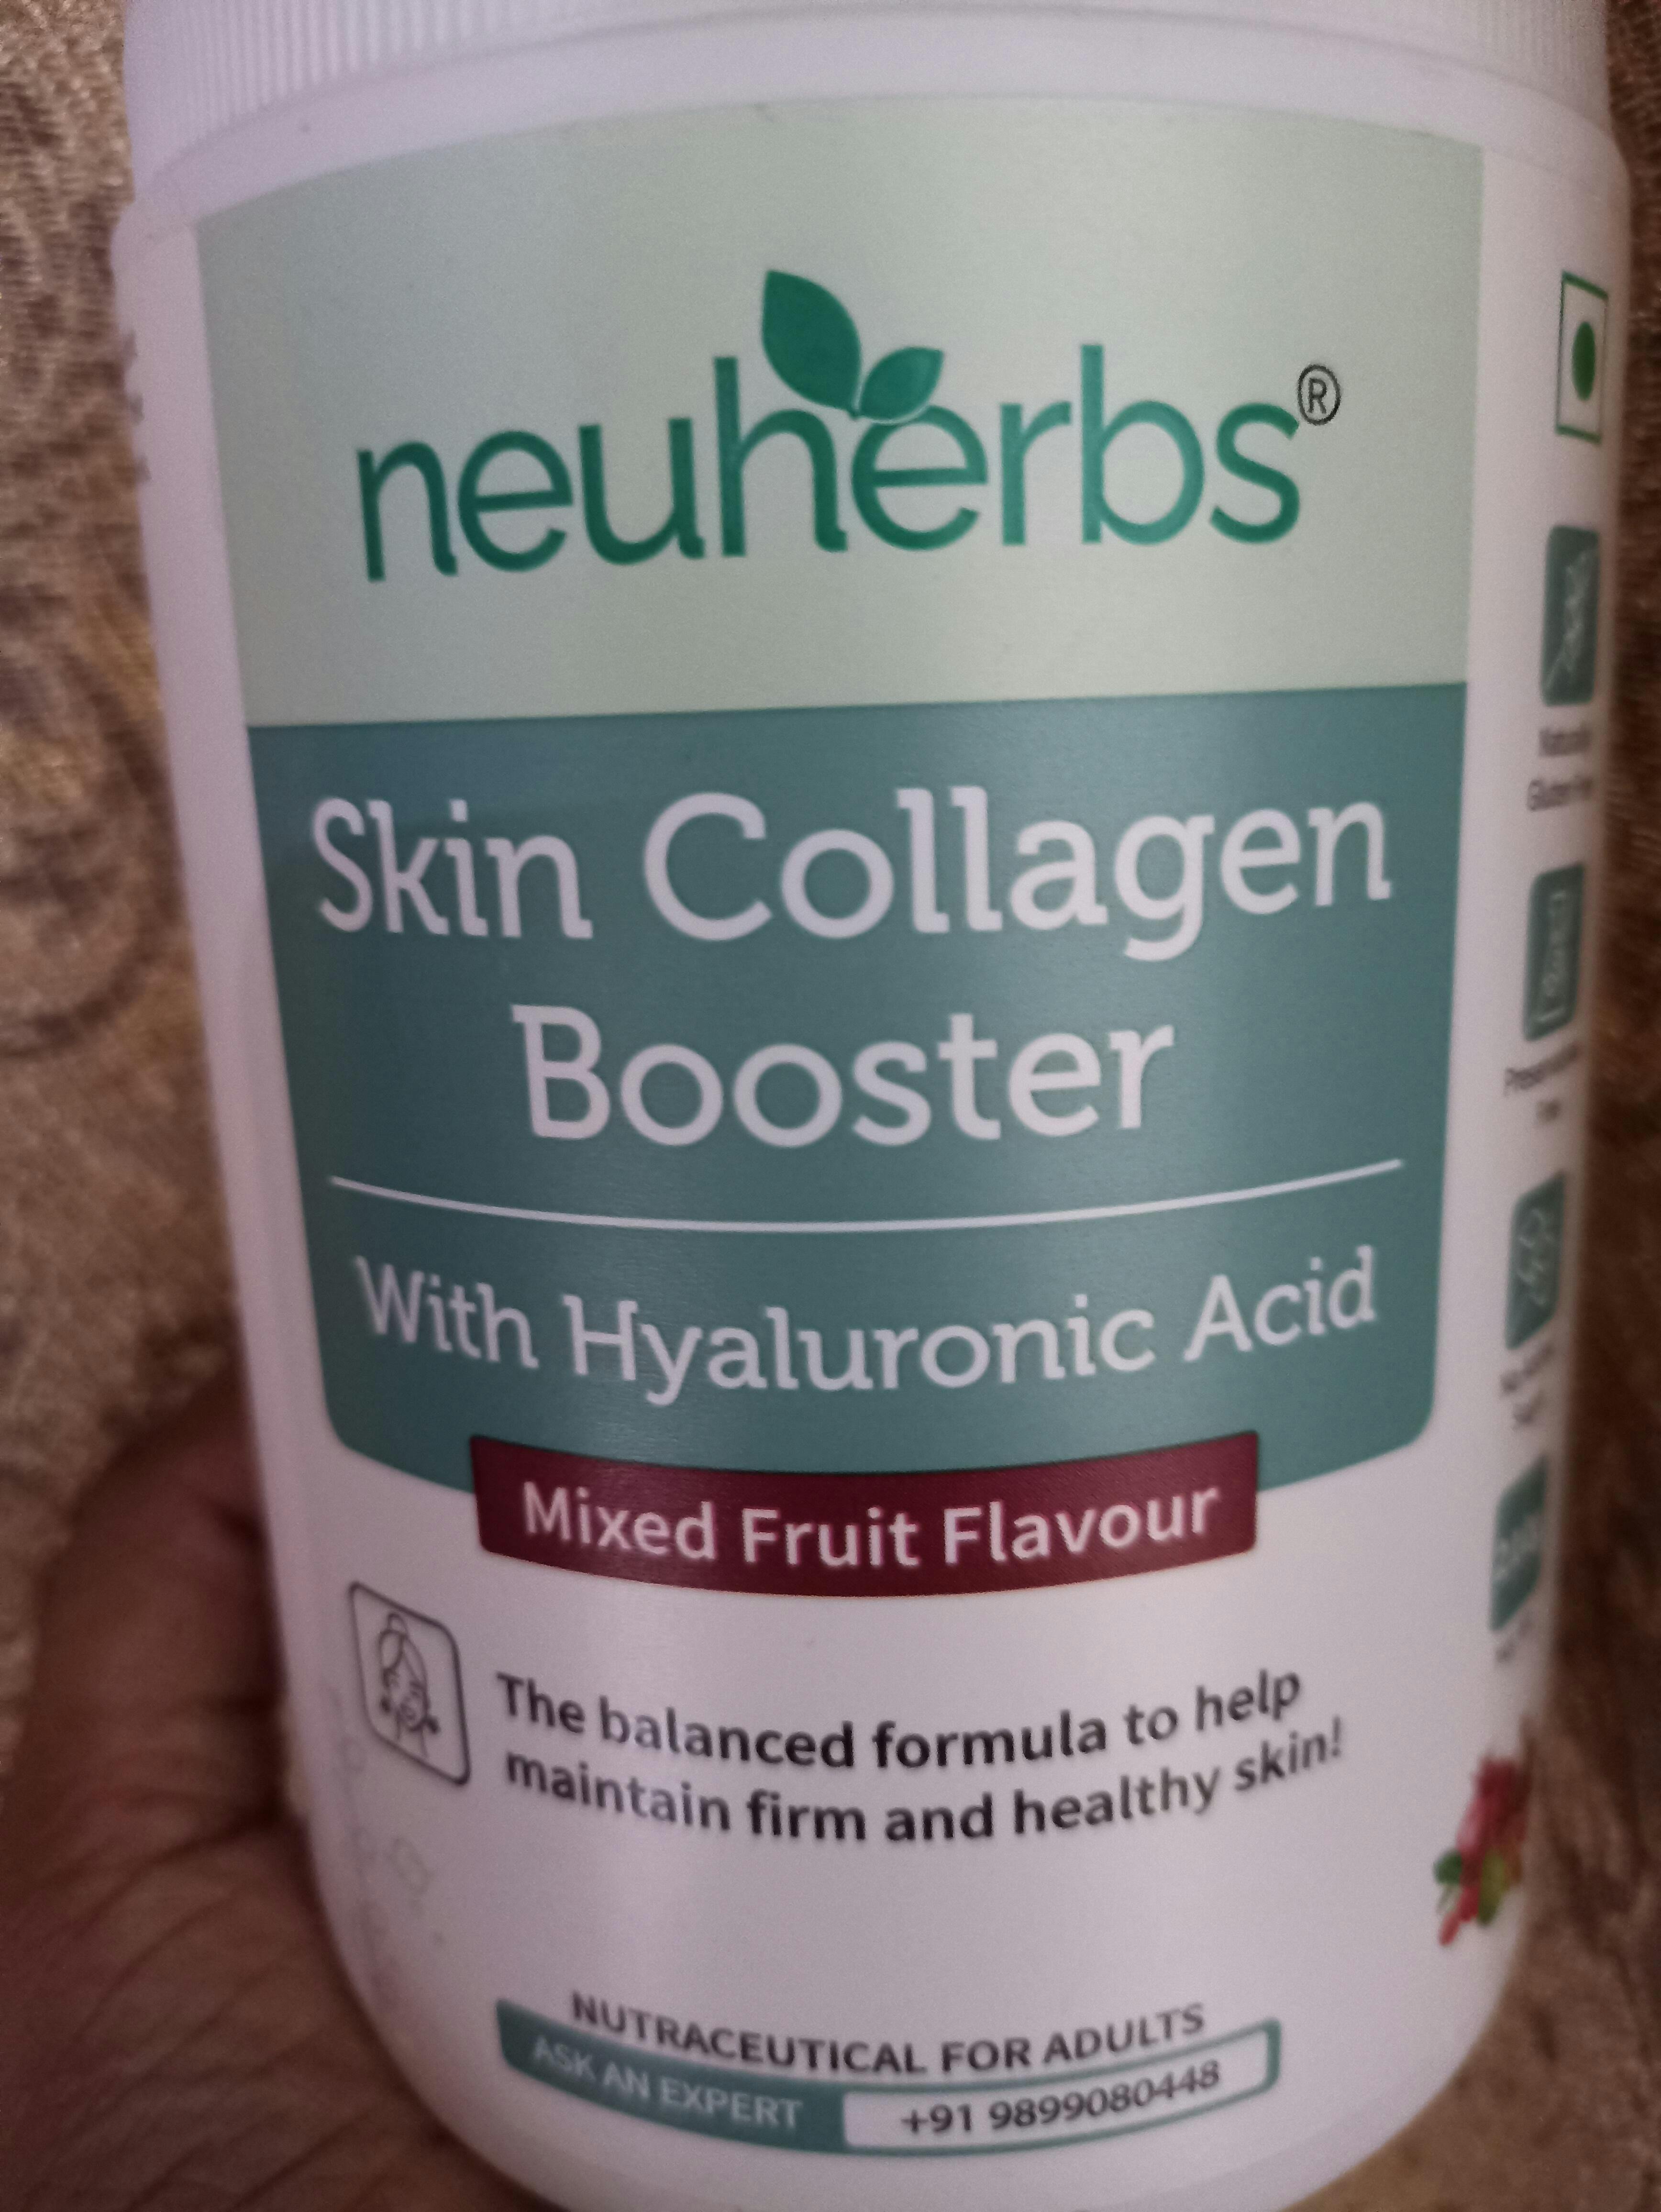 neuherbs®
Skin Collagen
Booster
With Hyaluronic Acid
Mixed Fruit Flavour
The balanced formula to help
maintain firm and healthy skin!
NUTRACEUTICAL FOR ADULTS
ASK AN EXPERT +91 9899080448